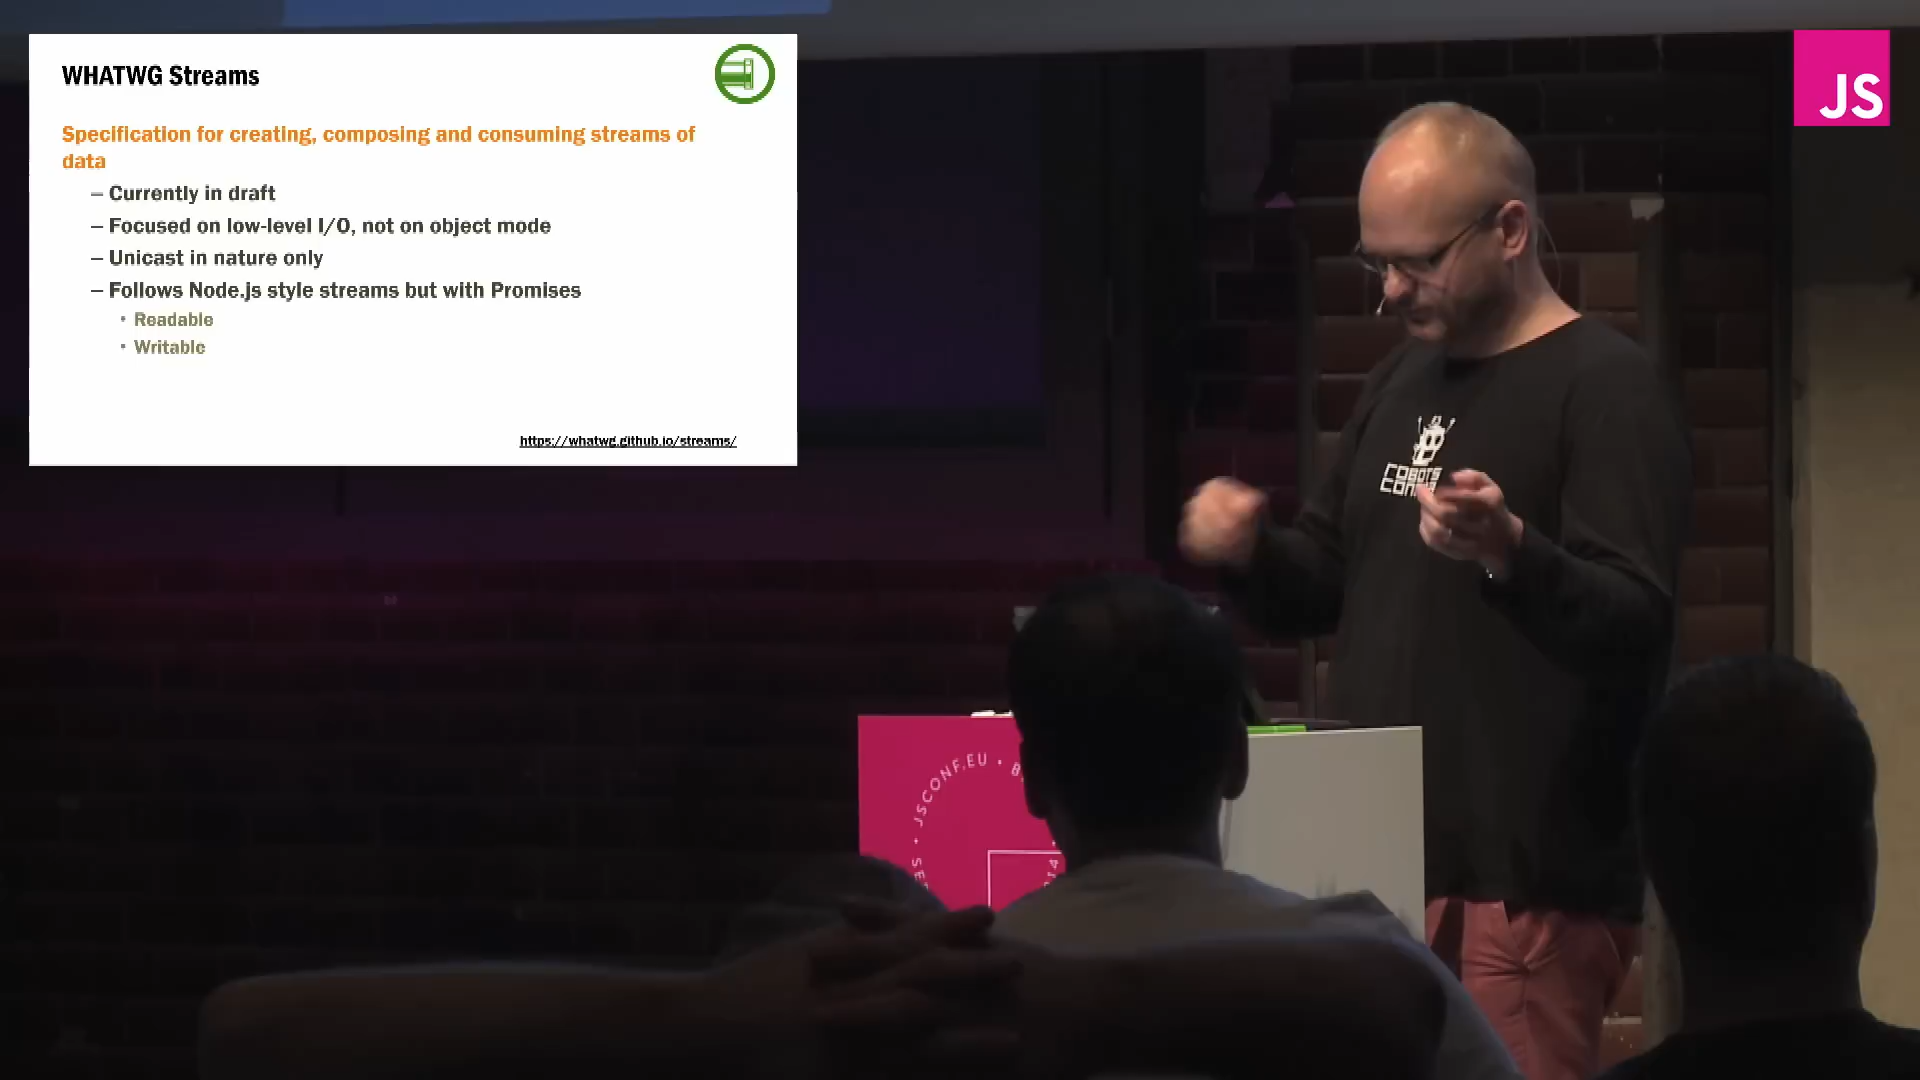 WHATWG Streams
Specification for creating, composing and consuming streams of
data
– Currently in draft
– Focused on low-level I/O, not on object mode
– Unicast in nature only
– Follows Node.js style streams but with Promises
• Readable
• Writable
https://whatwg.github.io/streams/
JS
ROBOTS
JSCONF.EU